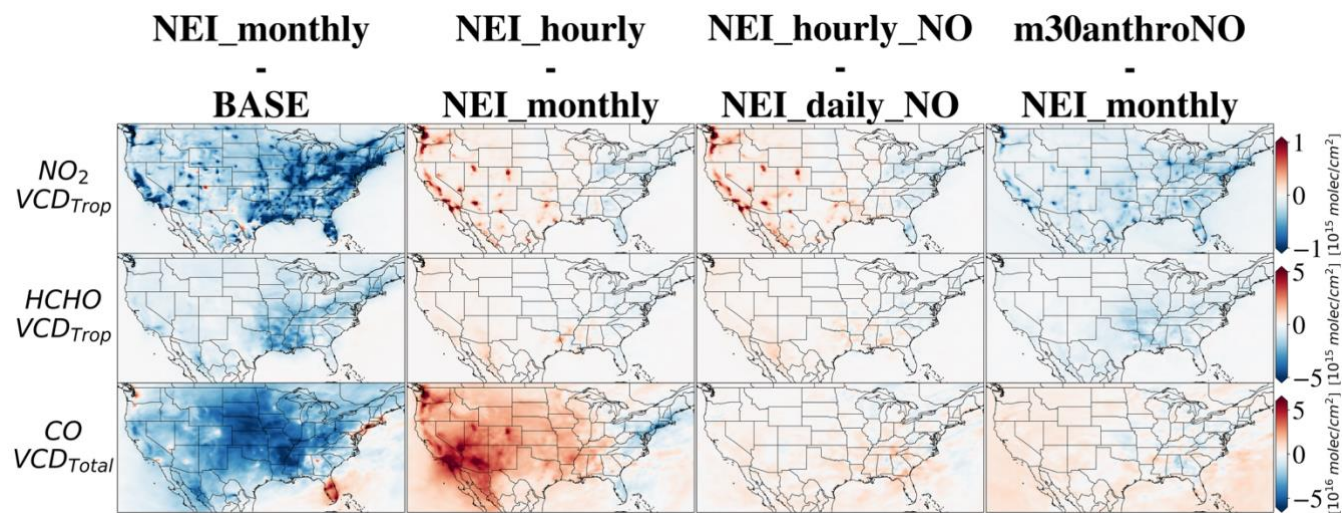 NEI_monthly NEI_hourly NEI_hourly_NO m30anthroNO
- - - -
BASE NEI_monthly NEI_daily_NO NEI_monthly
NO2
VCDTrop
1
0
−1
[10^15 molec/cm^2]
HCHO
VCDTrop
5
0
−5
[10^15 molec/cm^2]
CO
VCDTotal
5
0
−5
[10^16 molec/cm^2]